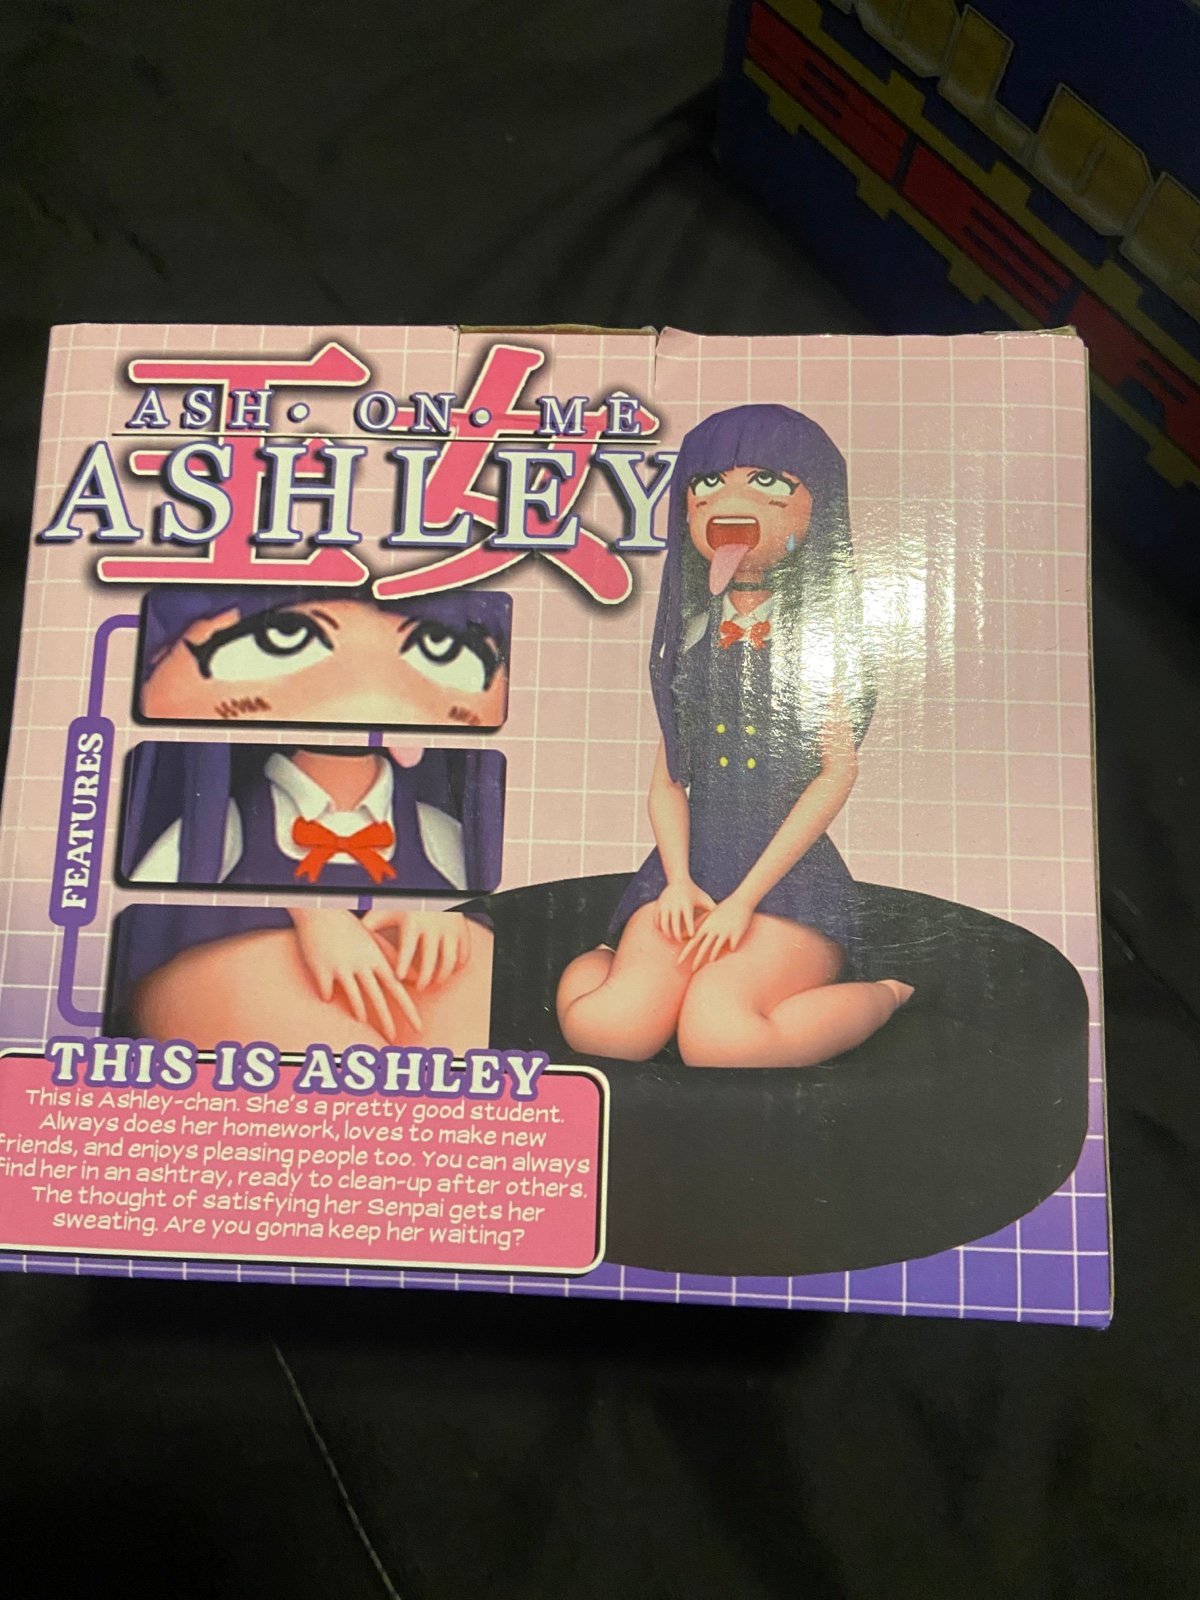 王女
ASH • ON • MÊ
ASHLEY
FEATURES
THIS IS ASHLEY
This is Ashley-chan. She's a pretty good student.
Always does her homework, loves to make new
friends, and enjoys pleasing people too. You can always
find her in an ashtray, ready to clean-up after others.
The thought of satisfying her Senpai gets her
sweating. Are you gonna keep her waiting?